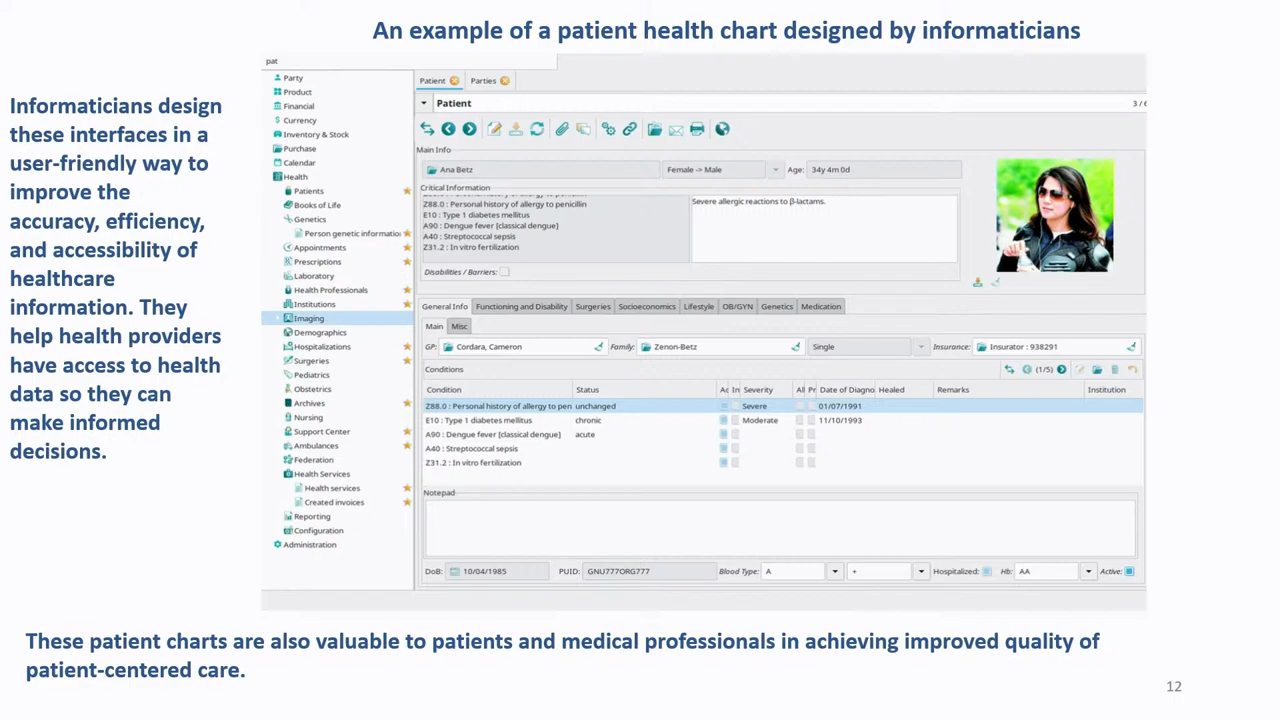 An example of a patient health chart designed by informaticians
Informaticians design
these interfaces in a
user-friendly way to
improve the
accuracy, efficiency,
and accessibility of
healthcare
information. They
help health providers
have access to health
data so they can
make informed
decisions.
pat
Party
Product
Financial
Currency
Inventory & Stock
Purchase
Calendar
Health
Patients
Books of Life
Genetics
Person genetic informatio
Appointments
Prescriptions
Laboratory
Health Professionals
Institutions
Imaging
Demographics
Hospitalizations
Surgeries
Pediatrics
Obstetrics
Archives
Nursing
Support Center
Ambulances
Federation
Health Services
Health services
Created invoices
Reporting
Configuration
Administration
Patient Parties
Patient 3/6
Main Info
Ana Betz Female -> Male Age: 34y 4m 0d
Critical Information
Z88.0 : Personal history of allergy to penicillin
E10 : Type 1 diabetes mellitus
A90 : Dengue fever [classical dengue]
A40 : Streptococcal sepsis
Z31.2 : In vitro fertilization
Severe allergic reactions to β-lactams.
Disabilities / Barriers:
General Info Functioning and Disability Surgeries Socioeconomics Lifestyle OB/GYN Genetics Medication
Main Misc
GP: Cordara, Cameron Family: Zenon-Betz Single Insurance: Insurator : 938291
Conditions (1/5)
Condition Status Ac In Severity Al Pr Date of Diagno Healed Remarks Institution
Z88.0 : Personal history of allergy to pen unchanged Severe 01/07/1991
E10 : Type 1 diabetes mellitus chronic Moderate 11/10/1993
A90 : Dengue fever [classical dengue] acute
A40 : Streptococcal sepsis
Z31.2 : In vitro fertilization
Notepad
DoB: 10/04/1985 PUID: GNU777ORG777 Blood Type: A + Hospitalized: Hb: AA Active:
These patient charts are also valuable to patients and medical professionals in achieving improved quality of
patient-centered care.
12